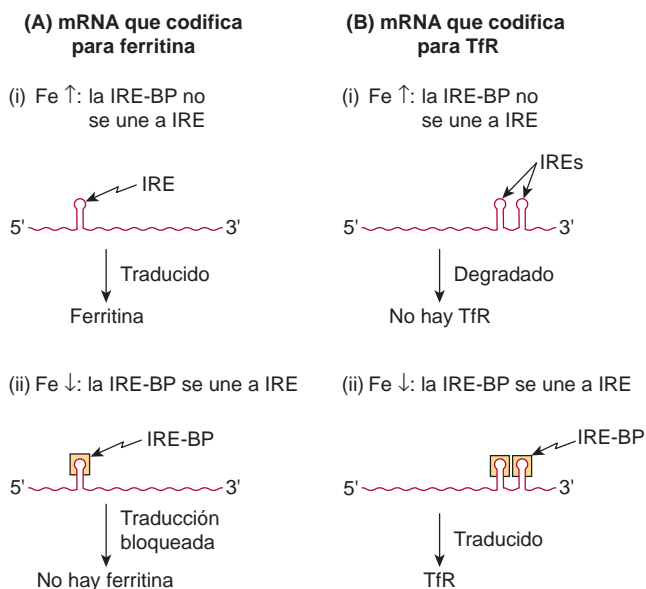 (A) mRNA que codifica
para ferritina
(i) Fe ↑: la IRE-BP no
se une a IRE
IRE
5' 3'
Traducido
Ferritina
(ii) Fe ↓: la IRE-BP se une a IRE
IRE-BP
5' 3'
Traducción
bloqueada
No hay ferritina
(B) mRNA que codifica
para TfR
(i) Fe ↑: la IRE-BP no
se une a IRE
IREs
5' 3'
Degradado
No hay TfR
(ii) Fe ↓: la IRE-BP se une a IRE
IRE-BP
5' 3'
Traducido
TfR